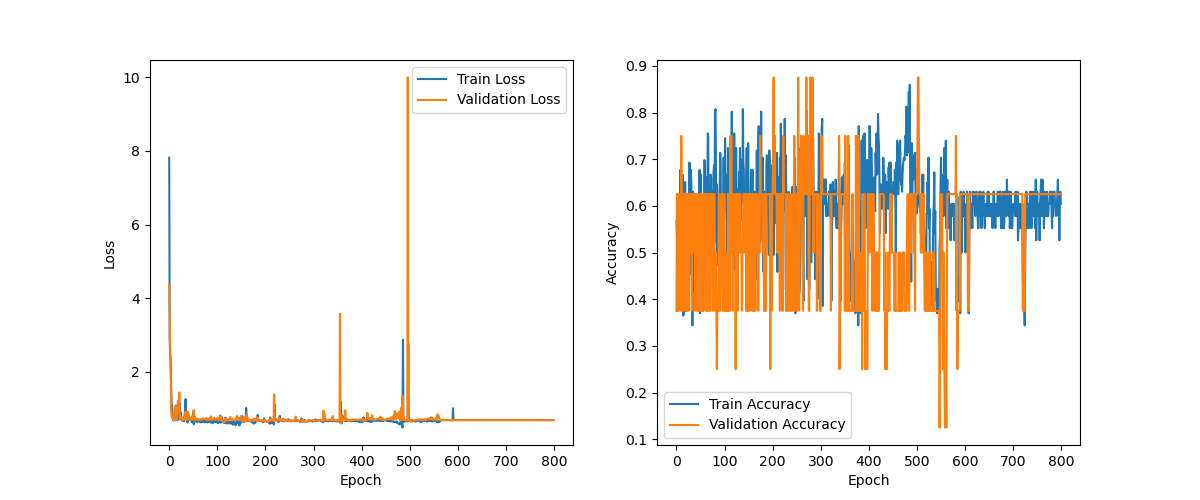 10
8
6
4
2
Loss
0 100 200 300 400 500 600 700 800
Epoch
Train Loss
Validation Loss
0.9
0.8
0.7
0.6
0.5
0.4
0.3
0.2
0.1
Accuracy
0 100 200 300 400 500 600 700 800
Epoch
Train Accuracy
Validation Accuracy